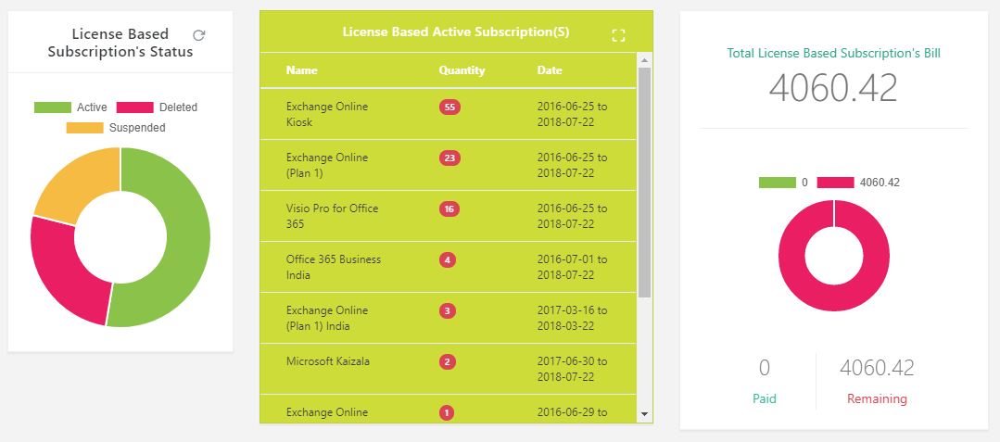 License Based
Subscription's Status
Active
Deleted
Suspended
License Based Active Subscription(S)
Name Quantity Date
Exchange Online
Kiosk
55
2016-06-25 to
2018-07-22
Exchange Online
(Plan 1)
23
2016-06-25 to
2018-07-22
Visio Pro for Office
365
16
2016-06-25 to
2018-07-22
Office 365 Business
India
4
2016-07-01 to
2018-07-22
Exchange Online
(Plan 1) India
3
2017-03-16 to
2018-03-22
Microsoft Kaizala
2
2017-06-30 to
2018-07-22
Exchange Online
1
2016-06-29 to
Total License Based Subscription's Bill
4060.42
0
4060.42
0
Paid
4060.42
Remaining